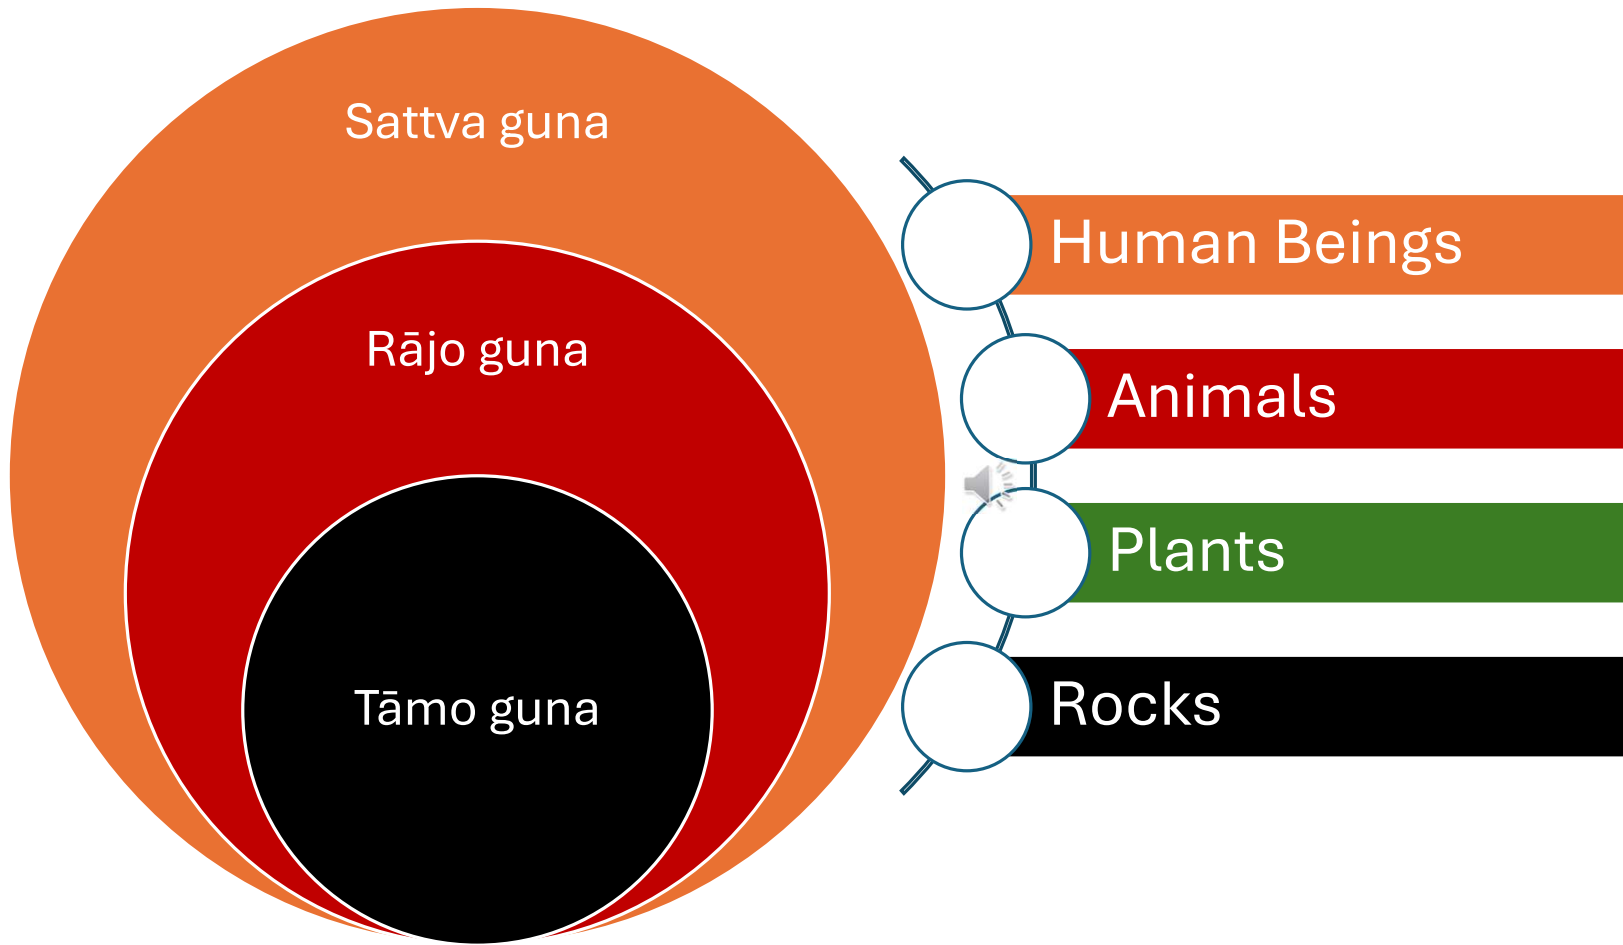 Sattva guna
Rājo guna
Tāmo guna
Human Beings
Animals
Plants
Rocks